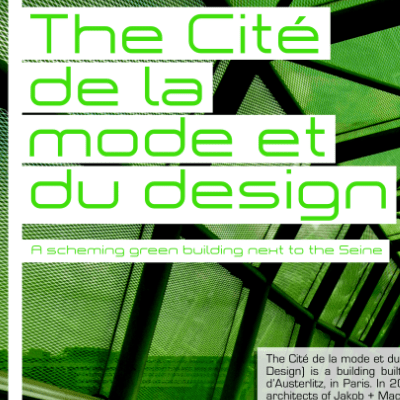 The Cité
de la
mode et
du design
A scheming green building next to the Seine
The Cité de la mode et du
Design) is a building buil
d'Austerlitz, in Paris. In 20
architects of Jakob + Mac